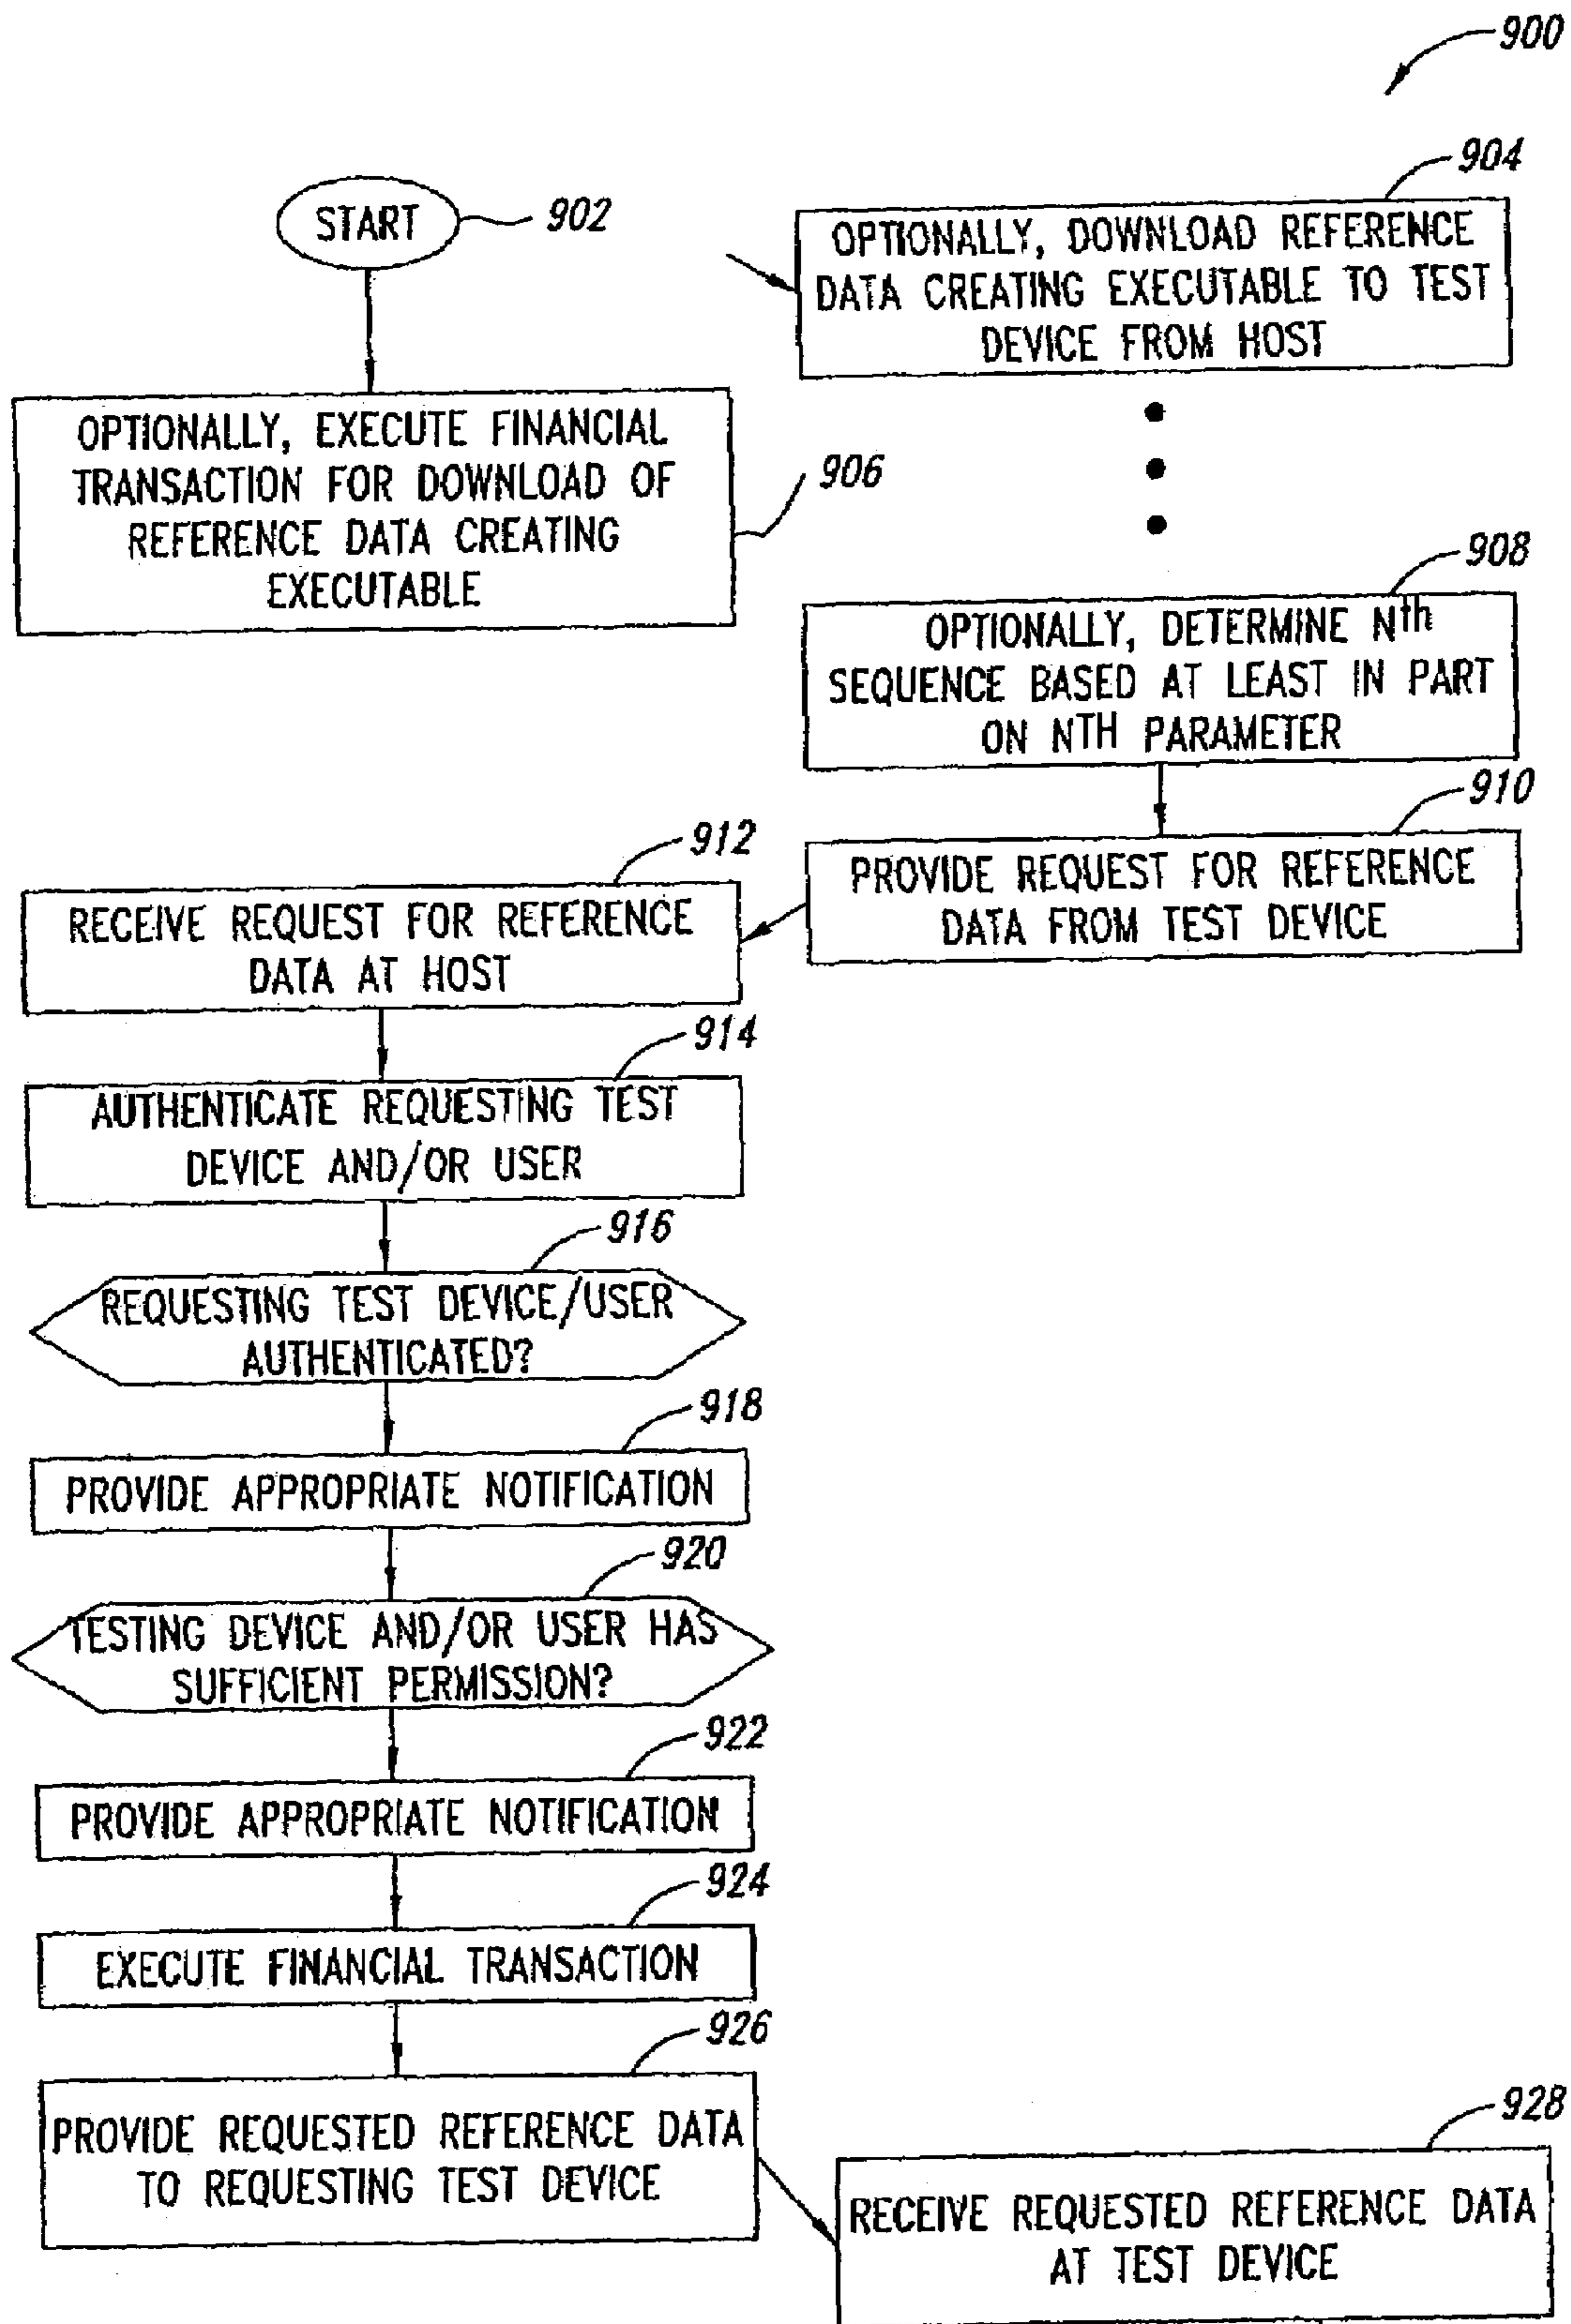 900
904
START
902
OPTIONALLY, DOWNLOAD REFERENCE
DATA CREATING EXECUTABLE TO TEST
DEVICE FROM HOST
OPTIONALLY, EXECUTE FINANCIAL
TRANSACTION FOR DOWNLOAD OF
REFERENCE DATA CREATING
EXECUTABLE
906
908
OPTIONALLY, DETERMINE Nth
SEQUENCE BASED AT LEAST IN PART
ON NTH PARAMETER
910
PROVIDE REQUEST FOR REFERENCE
DATA FROM TEST DEVICE
912
RECEIVE REQUEST FOR REFERENCE
DATA AT HOST
914
AUTHENTICATE REQUESTING TEST
DEVICE AND/OR USER
916
REQUESTING TEST DEVICE/USER
AUTHENTICATED?
918
PROVIDE APPROPRIATE NOTIFICATION
920
TESTING DEVICE AND/OR USER HAS
SUFFICIENT PERMISSION?
922
PROVIDE APPROPRIATE NOTIFICATION
924
EXECUTE FINANCIAL TRANSACTION
926
PROVIDE REQUESTED REFERENCE DATA
TO REQUESTING TEST DEVICE
928
RECEIVE REQUESTED REFERENCE DATA
AT TEST DEVICE